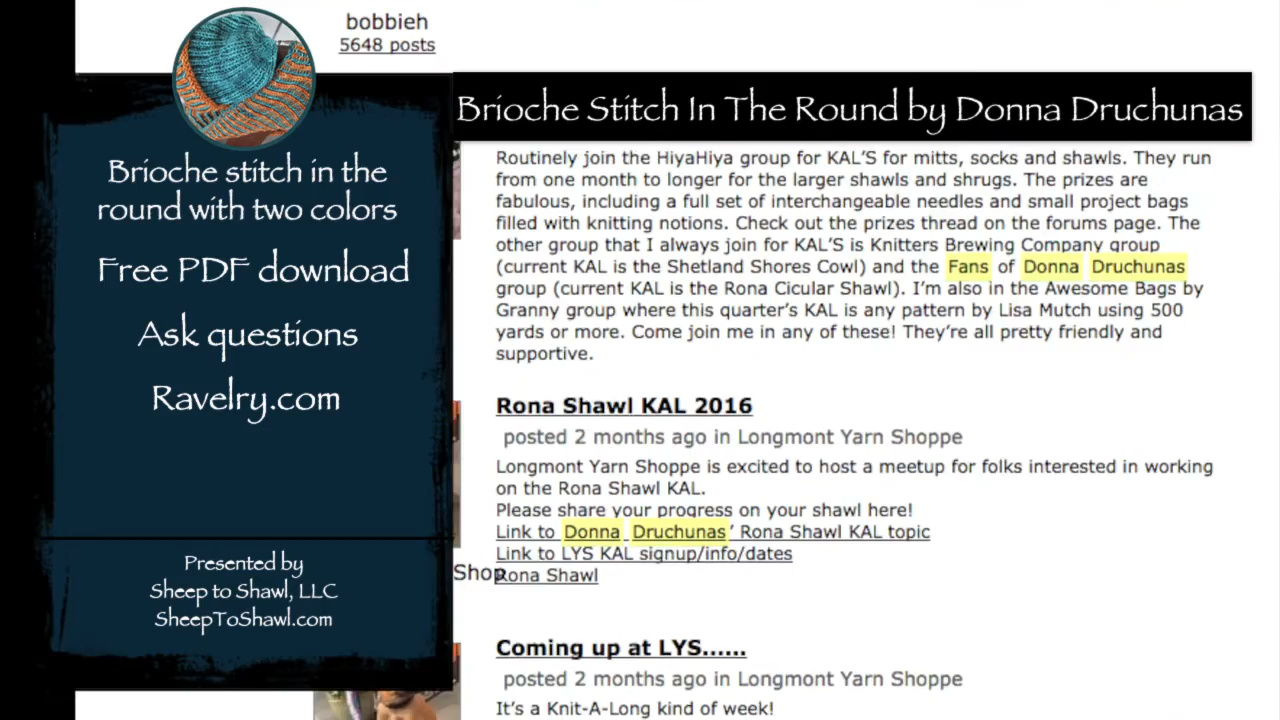 bobbieh
5648 posts
Brioche Stitch In The Round by Donna Druchunas
Brioche stitch in the
round with two colors
Free PDF download
Ask questions
Ravelry.com
Presented by
Sheep to Shawl, LLC
SheepToShawl.com
Routinely join the HiyaHiya group for KAL'S for mitts, socks and shawls. They run
from one month to longer for the larger shawls and shrugs. The prizes are
fabulous, including a full set of interchangeable needles and small project bags
filled with knitting notions. Check out the prizes thread on the forums page. The
other group that I always join for KAL'S is Knitters Brewing Company group
(current KAL is the Shetland Shores Cowl) and the Fans of Donna Druchunas
group (current KAL is the Rona Cicular Shawl). I'm also in the Awesome Bags by
Granny group where this quarter's KAL is any pattern by Lisa Mutch using 500
yards or more. Come join me in any of these! They're all pretty friendly and
supportive.
Rona Shawl KAL 2016
posted 2 months ago in Longmont Yarn Shoppe
Longmont Yarn Shoppe is excited to host a meetup for folks interested in working
on the Rona Shawl KAL.
Please share your progress on your shawl here!
Link to Donna Druchunas' Rona Shawl KAL topic
Link to LYS KAL signup/info/dates
Shop
Rona Shawl
Coming up at LYS......
posted 2 months ago in Longmont Yarn Shoppe
It's a Knit-A-Long kind of week!